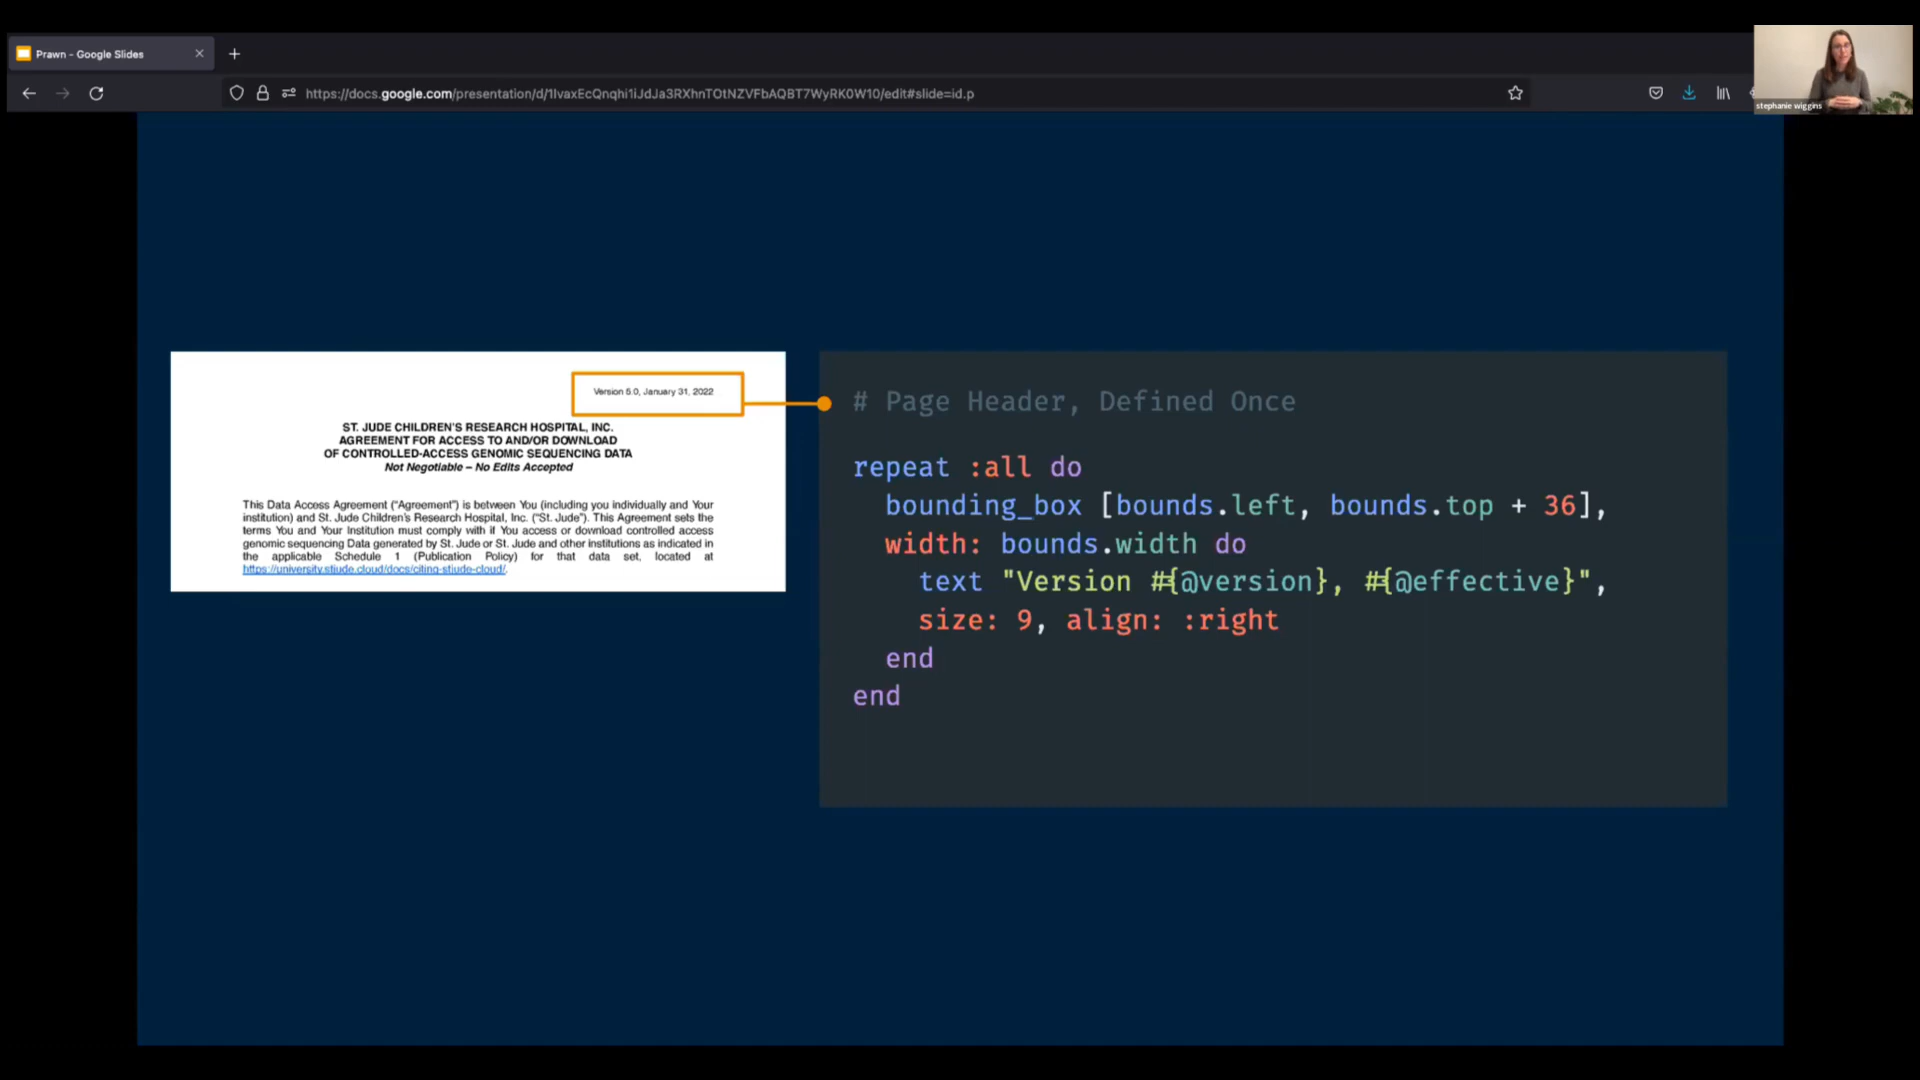 Prawn - Google Slides
https://docs.google.com/presentation/d/1IvaxEcQnqhi1iJdJa3RXhnTOtNZVFbAQBT7WyRK0W10/edit#slide=id.p
stephanie wiggins
Version 5.0, January 31, 2022
ST. JUDE CHILDREN'S RESEARCH HOSPITAL, INC.
AGREEMENT FOR ACCESS TO AND/OR DOWNLOAD
OF CONTROLLED-ACCESS GENOMIC SEQUENCING DATA
Not Negotiable – No Edits Accepted
This Data Access Agreement (“Agreement”) is between You (including you individually and Your
institution) and St. Jude Children's Research Hospital, Inc. (“St. Jude”). This Agreement sets the
terms You and Your Institution must comply with if You access or download controlled access
genomic sequencing Data generated by St. Jude or St. Jude and other institutions as indicated in
the applicable Schedule 1 (Publication Policy) for that data set, located at
https://university.stjude.cloud/docs/citing-stjude-cloud/.
# Page Header, Defined Once
repeat :all do
bounding_box [bounds.left, bounds.top + 36],
width: bounds.width do
text "Version #{@version}, #{@effective}",
size: 9, align: :right
end
end